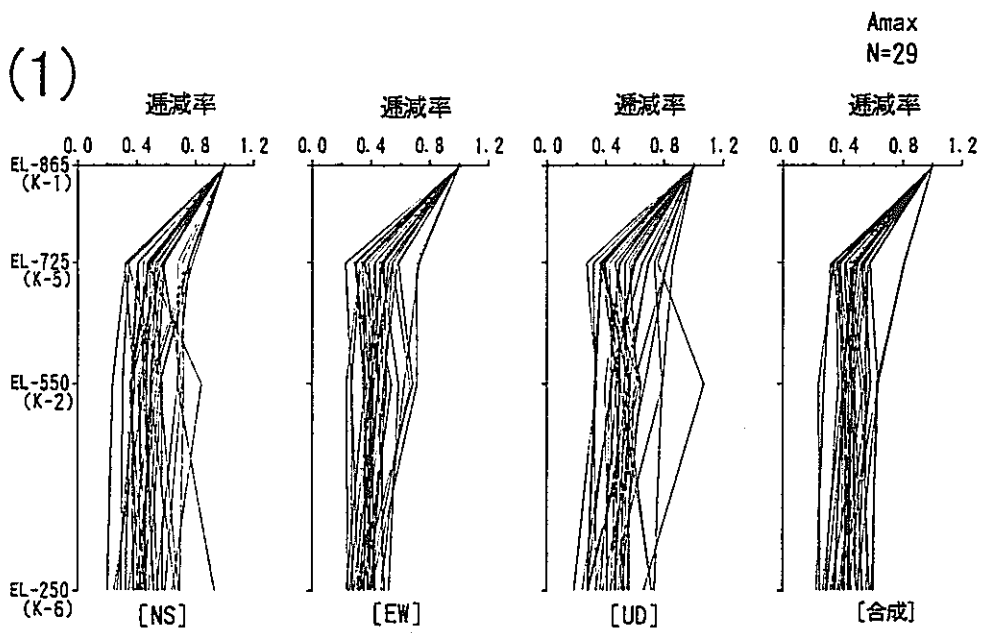 Amax
N=29
(1)
逓減率 逓減率 逓減率 逓減率
0.0 0.4 0.8 1.2 0.0 0.4 0.8 1.2 0.0 0.4 0.8 1.2 0.0 0.4 0.8 1.2
EL-865
(K-1)
EL-725
(K-5)
EL-550
(K-2)
EL-250
(K-6)
[NS] [EW] [UD] [合成]